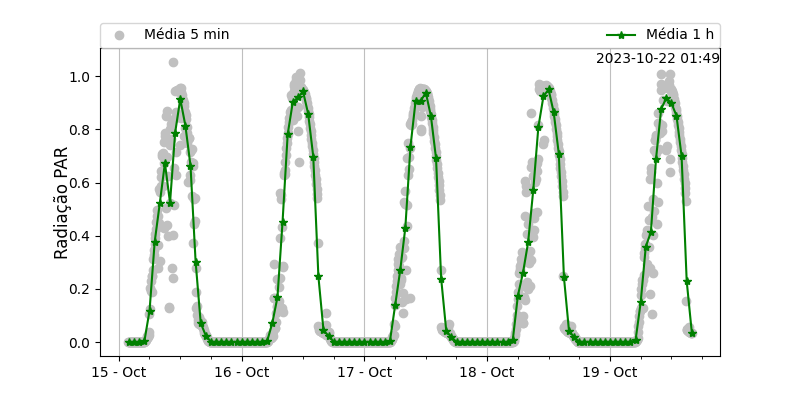 Média 5 min
Média 1 h
2023-10-22 01:49
Radiação PAR
1.0
0.8
0.6
0.4
0.2
0.0
15 - Oct
16 - Oct
17 - Oct
18 - Oct
19 - Oct